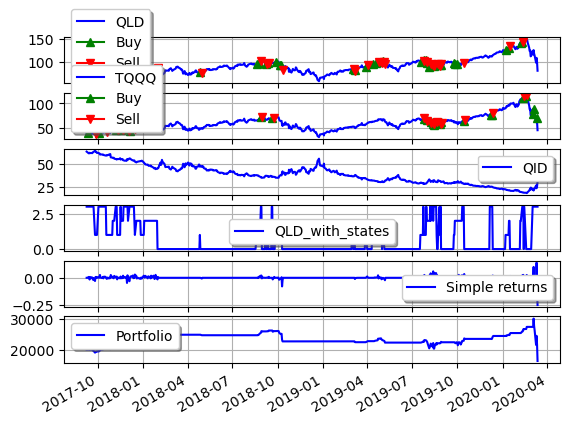 QLD
Buy
Sell
150
100
TQQQ
Buy
Sell
100
50
QID
50
25
QLD_with_states
2.5
0.0
Simple returns
0.00
−0.25
Portfolio
30000
20000
2017-10
2018-01
2018-04
2018-07
2018-10
2019-01
2019-04
2019-07
2019-10
2020-01
2020-04